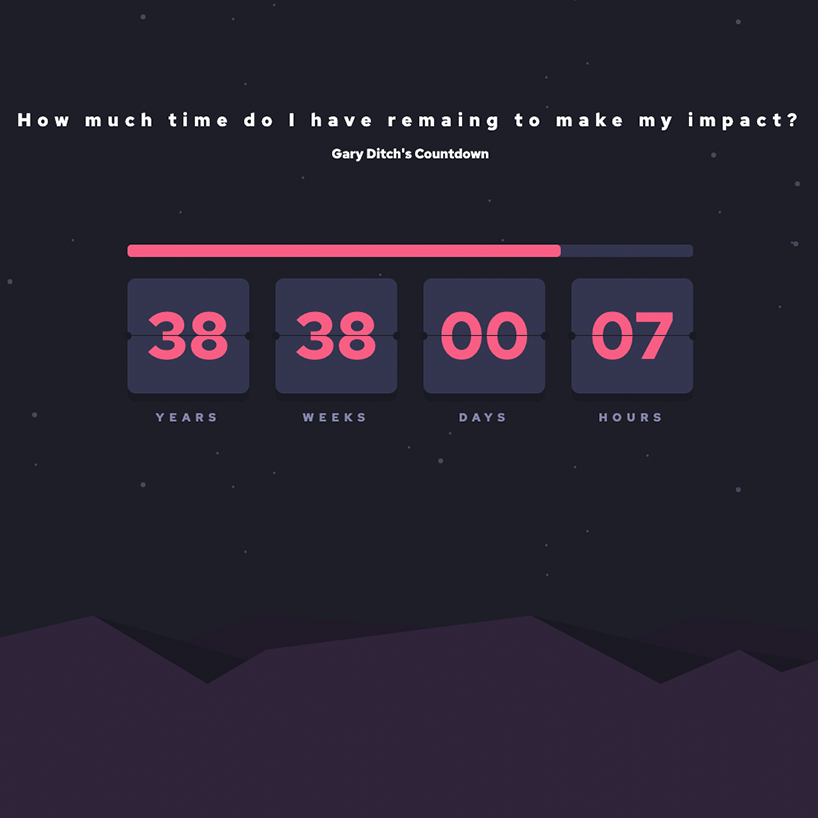 How much time do I have remaing to make my impact?
Gary Ditch's Countdown
38 38 00 07
YEARS WEEKS DAYS HOURS